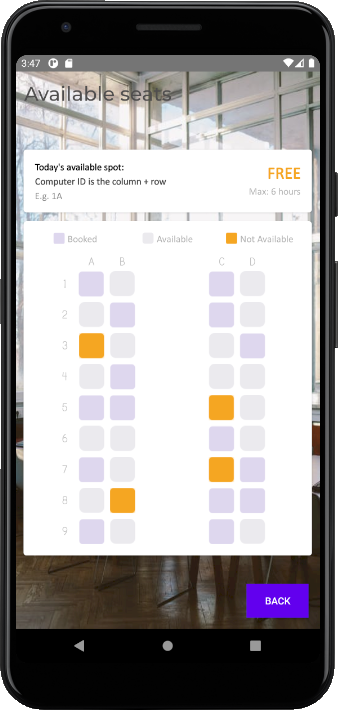 3:47
Available seats
Today's available spot:
FREE
Computer ID is the column + row
E.g. 1A
Max: 6 hours
Booked
Available
Not Available
A B C D
1
2
3
4
5
6
7
8
9
BACK